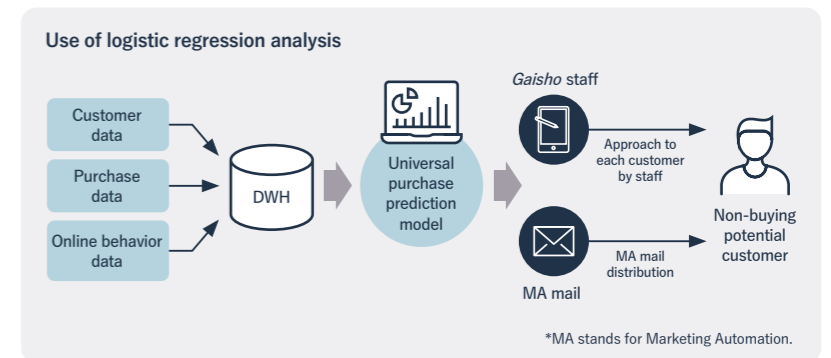 Use of logistic regression analysis
Customer
data
Purchase
data
Online behavior
data
DWH
Universal
purchase
prediction
model
Gaisho staff
Approach to
each customer
by staff
MA mail
MA mail
distribution
Non-buying
potential
customer
*MA stands for Marketing Automation.